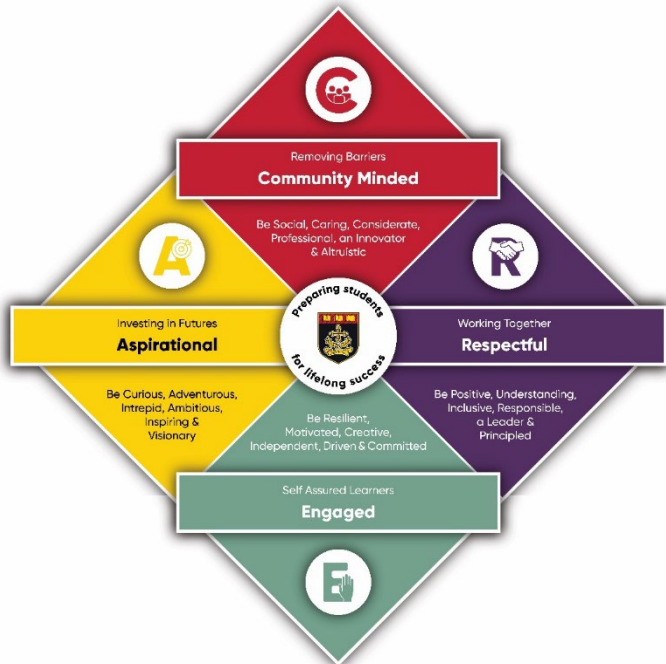 C
Removing Barriers
Community Minded
Be Social, Caring, Considerate,
Professional, an Innovator
& Altruistic
A
Investing in Futures
Aspirational
Be Curious, Adventurous,
Intrepid, Ambitious,
Inspiring &
Visionary
Preparing students
for lifelong success
R
Working Together
Respectful
Be Positive, Understanding,
Inclusive, Responsible,
a Leader &
Principled
Be Resilient,
Motivated, Creative,
Independent, Driven & Committed
Self Assured Learners
Engaged
E